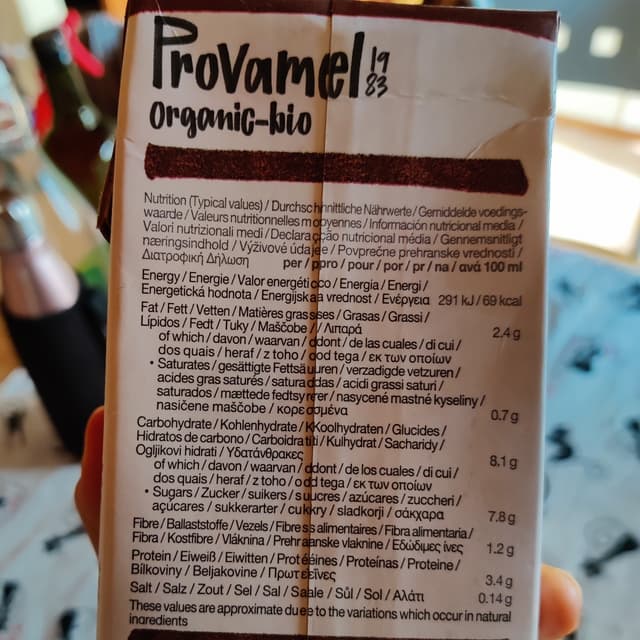 Provamel 19
83
Organic-bio
Nutrition (Typical values) / Durchschnittliche Nährwerte / Gemiddelde voedings-
waarde / Valeurs nutritionnelles moyennes / Información nutricional media /
Valori nutrizionali medi / Declaração nutricional média / Gennemsnitligt
næringsindhold / Výživové údaje / Povprečne prehranske vrednosti /
Διατροφική Δήλωση per / pro / pour / por / pr / na / ανά 100 ml
Energy / Energie / Valor energético / Energia / Energi /
Energetická hodnota / Energijska vrednost / Ενέργεια 291 kJ / 69 kcal
Fat / Fett / Vetten / Matières grasses / Grasas / Grassi /
Lípidos / Fedt / Tuky / Maščobe / Λιπαρά 2.4 g
of which / davon / waarvan / dont / de los cuales / di cui /
dos quais / heraf / z toho / od tega / εκ των οποίων
• Saturates / gesättigte Fettsäuren / verzadigde vetzuren /
acides gras saturés / saturadas / acidi grassi saturi /
saturados / mættede fedtsyrer / nasycené mastné kyseliny /
nasičene maščobe / κορεσμένα 0.7 g
Carbohydrate / Kohlenhydrate / Koolhydraten / Glucides /
Hidratos de carbono / Carboidrati / Kulhydrat / Sacharidy /
Ogljikovi hidrati / Υδατάνθρακες 8.1 g
of which / davon / waarvan / dont / de los cuales / di cui /
dos quais / heraf / z toho / od tega / εκ των οποίων
• Sugars / Zucker / suikers / sucres / azúcares / zuccheri /
açúcares / sukkerarter / cukry / sladkorji / σάκχαρα 7.8 g
Fibre / Ballaststoffe / Vezels / Fibres alimentaires / Fibra alimentaria /
Fibra / Kostfibre / Vláknina / Prehranske vlaknine / Εδώδιμες ίνες 1.2 g
Protein / Eiweiß / Eiwitten / Protéines / Proteínas / Proteine /
Bílkoviny / Beljakovine / Πρωτεΐνες 3.4 g
Salt / Salz / Zout / Sel / Sal / Sale / Sůl / Sol / Αλάτι 0.14 g
These values are approximate due to the variations which occur in natural
ingredients